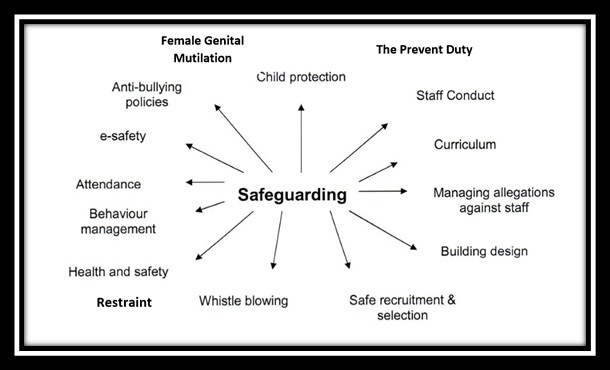 Female Genital
Mutilation
The Prevent Duty
Child protection
Anti-bullying
policies
Staff Conduct
e-safety
Curriculum
Attendance
Safeguarding
Managing allegations
against staff
Behaviour
management
Building design
Health and safety
Restraint
Whistle blowing
Safe recruitment &
selection